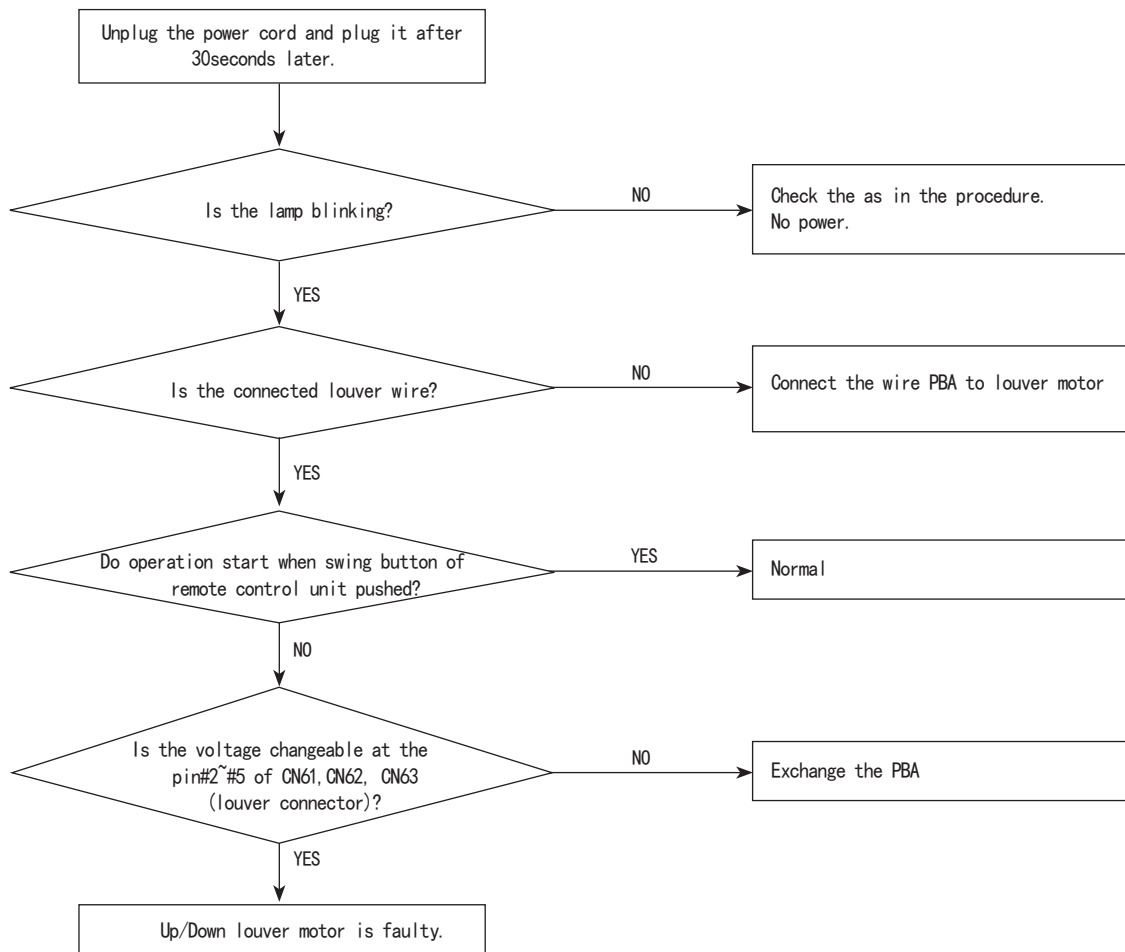 Unplug the power cord and plug it after
30seconds later.
Is the lamp blinking?
NO
Check the as in the procedure.
No power.
YES
Is the connected louver wire?
NO
Connect the wire PBA to louver motor
YES
Do operation start when swing button of
remote control unit pushed?
YES
Normal
NO
Is the voltage changeable at the
pin#2~#5 of CN61,CN62, CN63
(louver connector)?
NO
Exchange the PBA
YES
Up/Down louver motor is faulty.